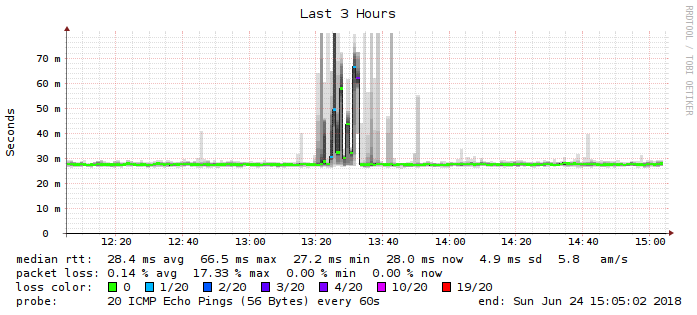 Last 3 Hours
RRDTOOL / TOBI OETIKER
Seconds
70 m
60 m
50 m
40 m
30 m
20 m
10 m
0
12:20 12:40 13:00 13:20 13:40 14:00 14:20 14:40 15:00
median rtt: 28.4 ms avg 66.5 ms max 27.2 ms min 28.0 ms now 4.9 ms sd 5.8 am/s
packet loss: 0.14 % avg 17.33 % max 0.00 % min 0.00 % now
loss color: 0 1/20 2/20 3/20 4/20 10/20 19/20
probe: 20 ICMP Echo Pings (56 Bytes) every 60s end: Sun Jun 24 15:05:02 2018